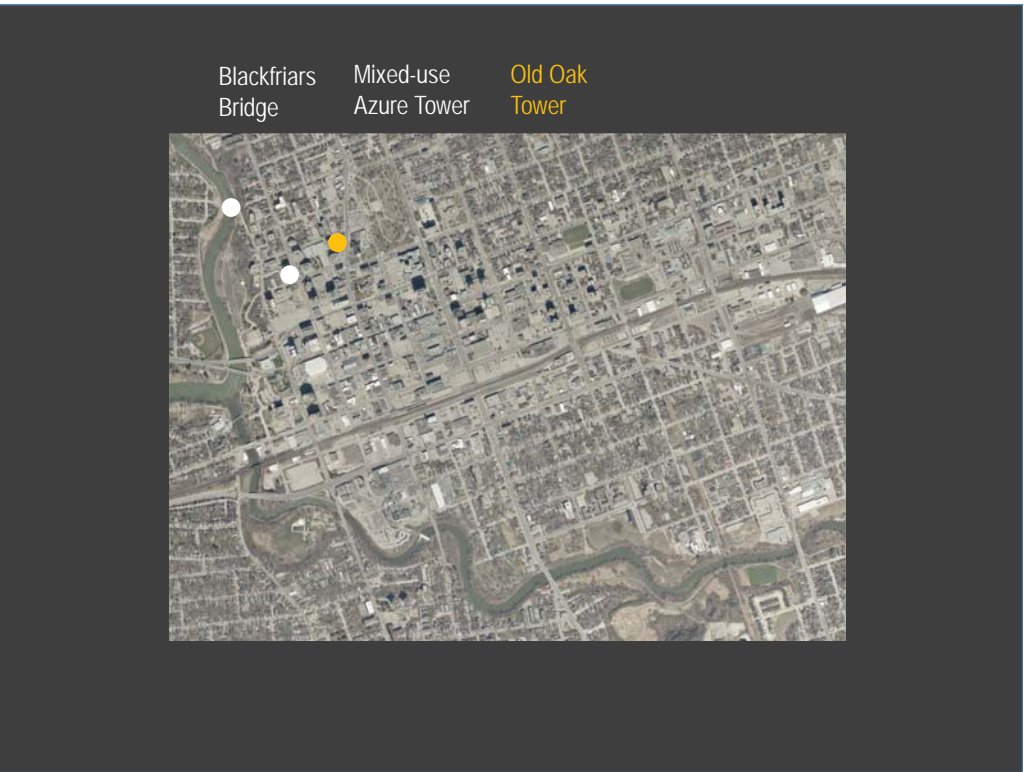 Blackfriars
Bridge
Mixed-use
Azure Tower
Old Oak
Tower